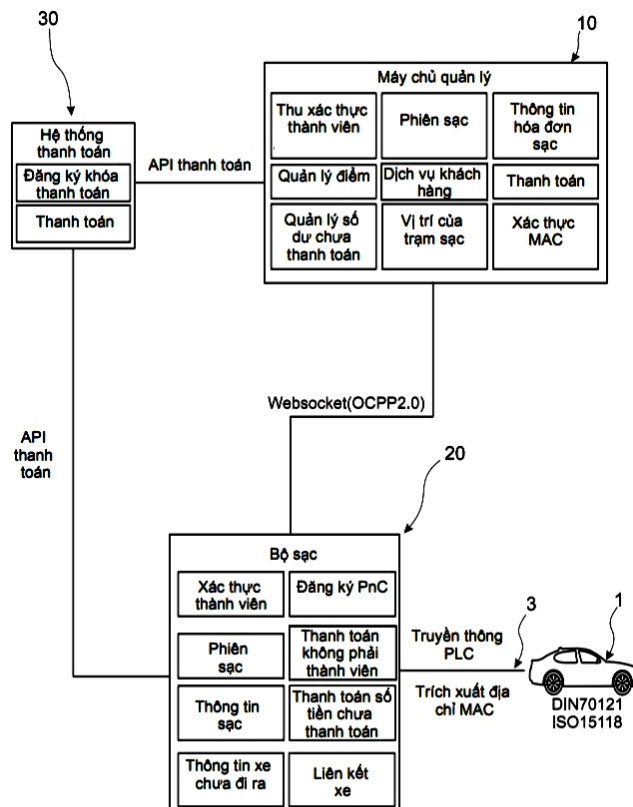 30
10
Hệ thống
thanh toán
Đăng ký khóa
thanh toán
Thanh toán
API thanh toán
Máy chủ quản lý
Thu xác thực
thành viên
Phiên sạc
Thông tin
hóa đơn
sạc
Quản lý điểm
Dịch vụ khách
hàng
Thanh toán
Quản lý số
dư chưa
thanh toán
Vị trí của
trạm sạc
Xác thực
MAC
Websocket(OCPP2.0)
API
thanh
toán
20
Bộ sạc
Xác thực
thành viên
Đăng ký PnC
Phiên
sạc
Thanh toán
không phải
thành viên
Thông tin
sạc
Thanh toán số
tiền chưa
thanh toán
Thông tin xe
chưa đi ra
Liên kết
xe
Truyền thông
PLC
Trích xuất địa
chỉ MAC
3
1
DIN70121
ISO15118